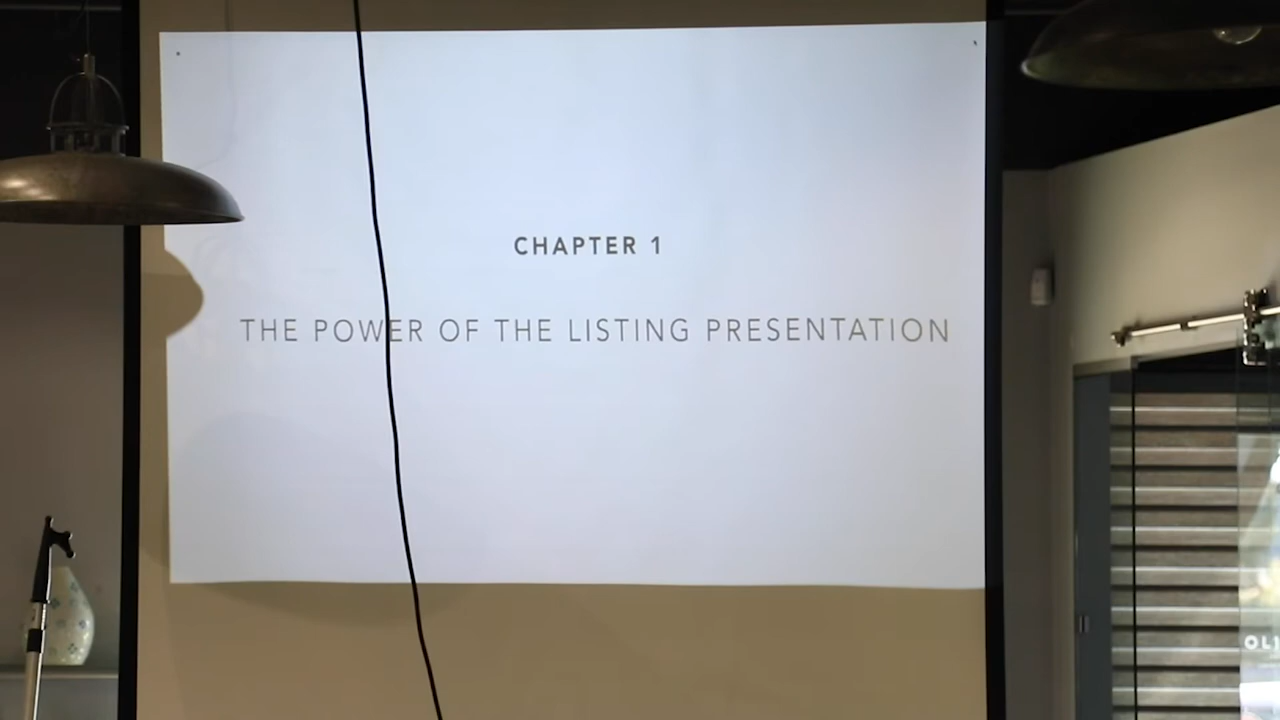 CHAPTER 1
THE POWER OF THE LISTING PRESENTATION